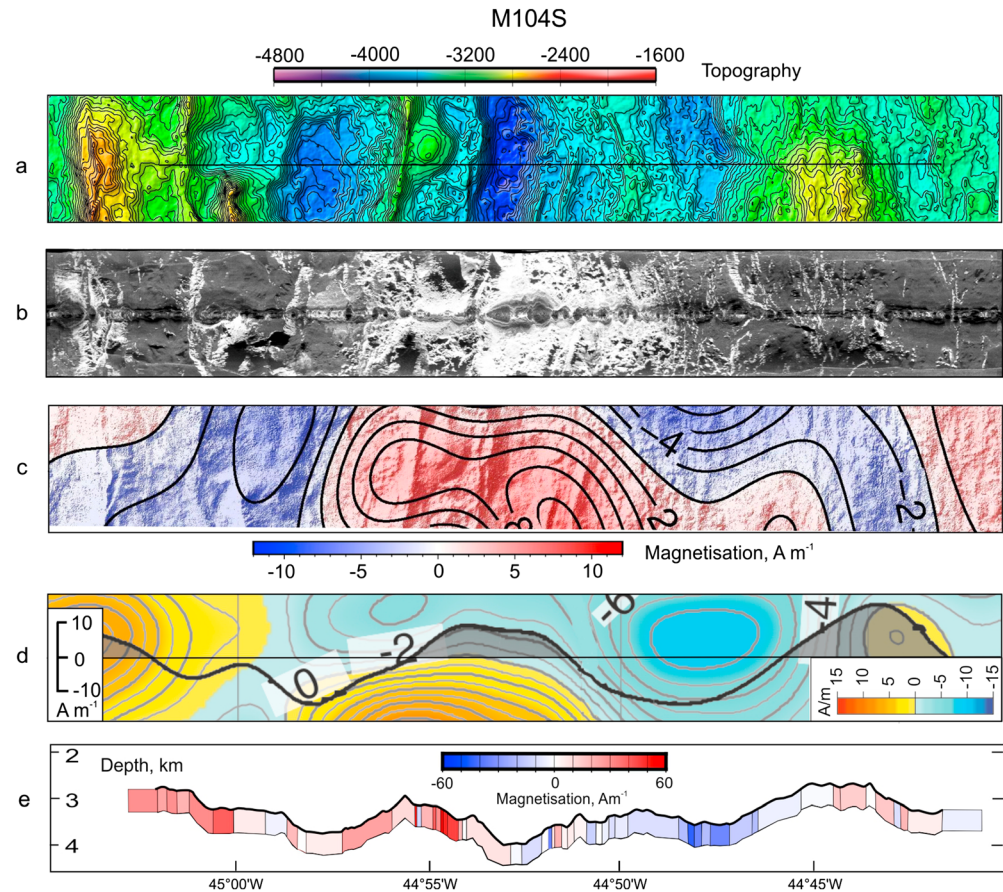 M104S
-4800 -4000 -3200 -2400 -1600
Topography
a
b
c
-4
-2
2
8
-10 -5 0 5 10
Magnetisation, A m⁻¹
d
10
0
-10
A m⁻¹
0
-2
-6
-4
A/m
15 10 5 0 -5 -10 -15
e
2
3
4
Depth, km
-60 0 60
Magnetisation, Am⁻¹
45°00'W 44°55'W 44°50'W 44°45'W